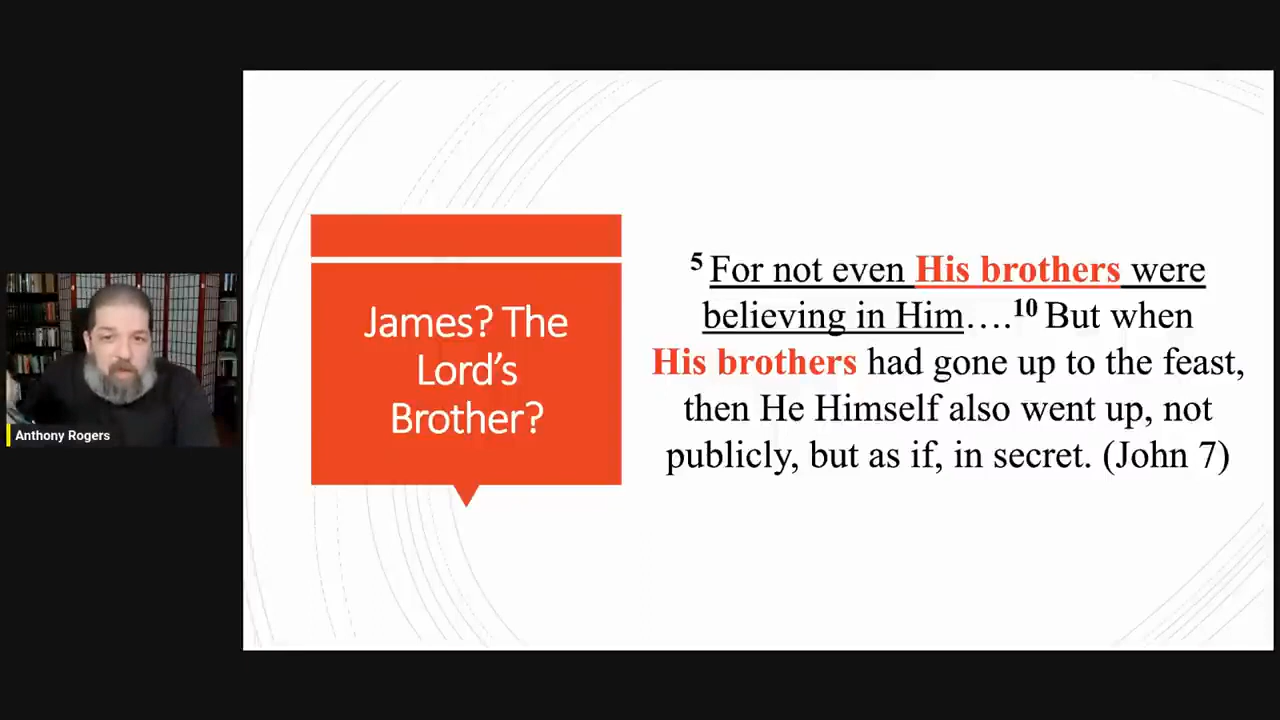 James? The
Lord's
Brother?
⁵ For not even His brothers were
believing in Him….¹⁰ But when
His brothers had gone up to the feast,
then He Himself also went up, not
publicly, but as if, in secret. (John 7)
Anthony Rogers